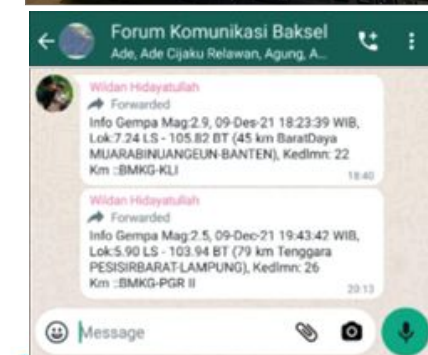 Forum Komunikasi Baksel
Ade, Ade Cijaku Relawan, Agung, A...
Wildan Hidayatullah
Forwarded
Info Gempa Mag:2.9, 09-Des-21 18:23:39 WIB,
Lok:7.24 LS - 105.82 BT (45 km BaratDaya
MUARABINUANGEUN-BANTEN), Kedlmn: 22
Km ::BMKG-KLI
18:40
Wildan Hidayatullah
Forwarded
Info Gempa Mag:2.5, 09-Dec-21 19:43:42 WIB,
Lok:5.90 LS - 103.94 BT (79 km Tenggara
PESISIRBARAT-LAMPUNG), Kedlmn: 26
Km ::BMKG-PGR II
20:13
Message